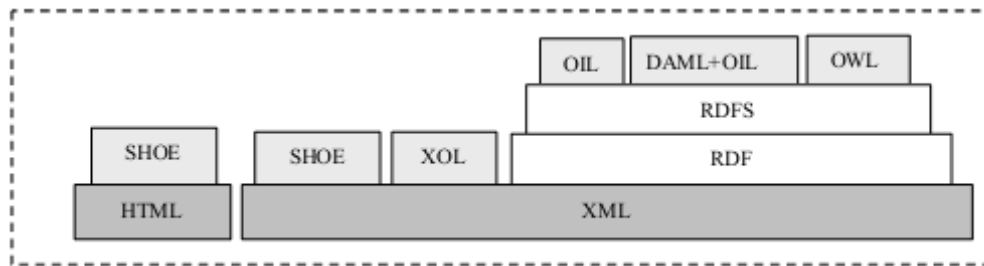 OIL DAML+OIL OWL
RDFS
SHOE SHOE XOL RDF
HTML XML